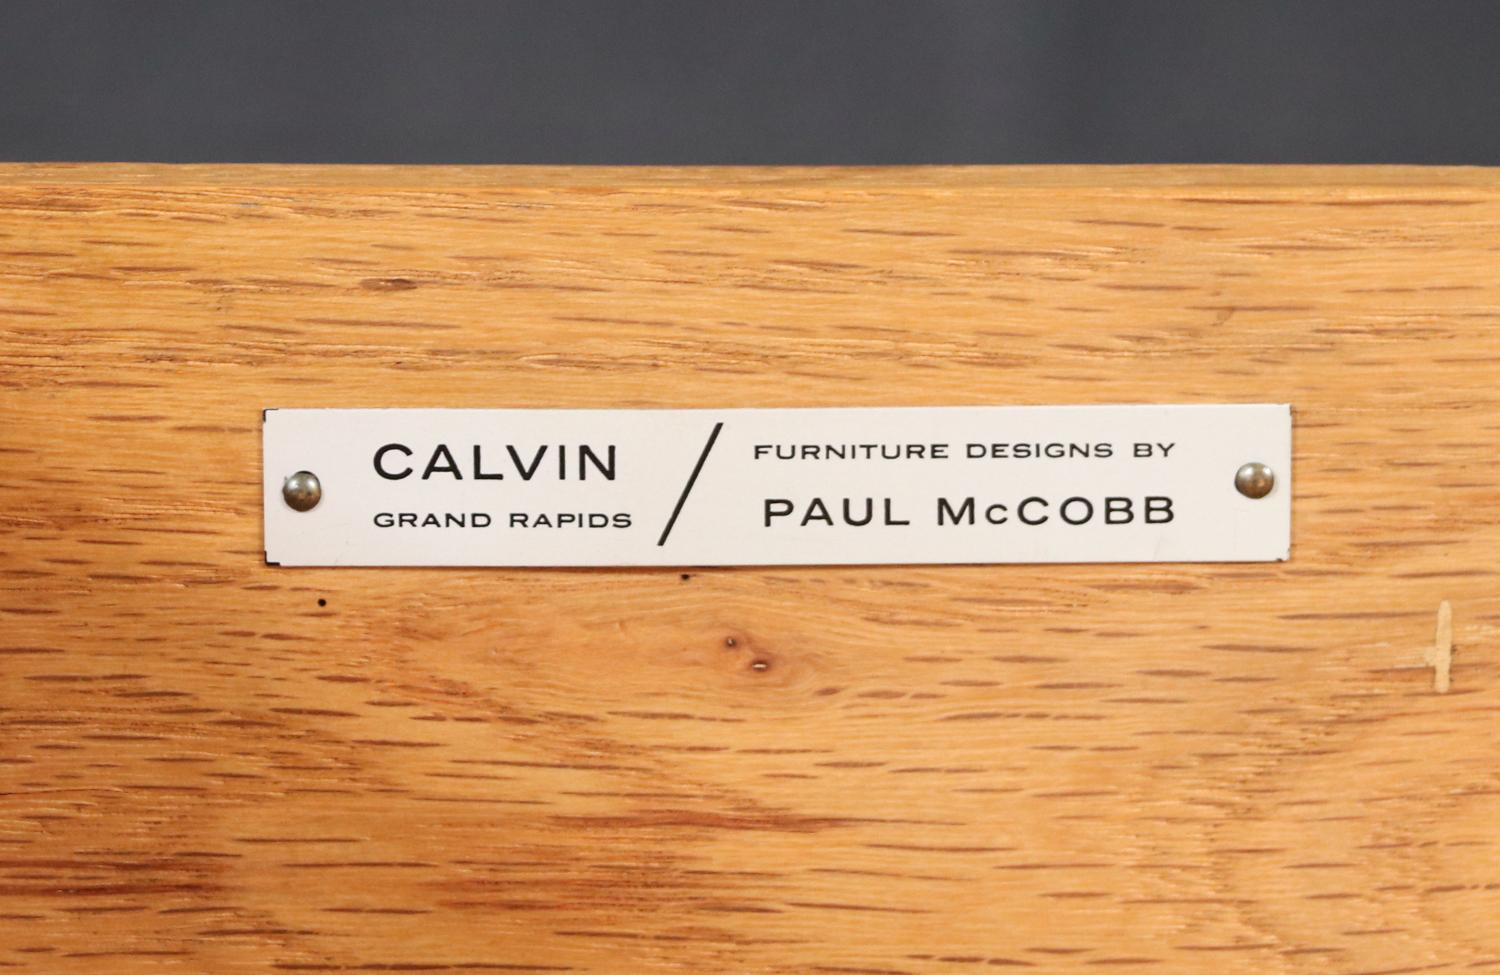 CALVIN
GRAND RAPIDS
/
FURNITURE DESIGNS BY
PAUL McCOBB